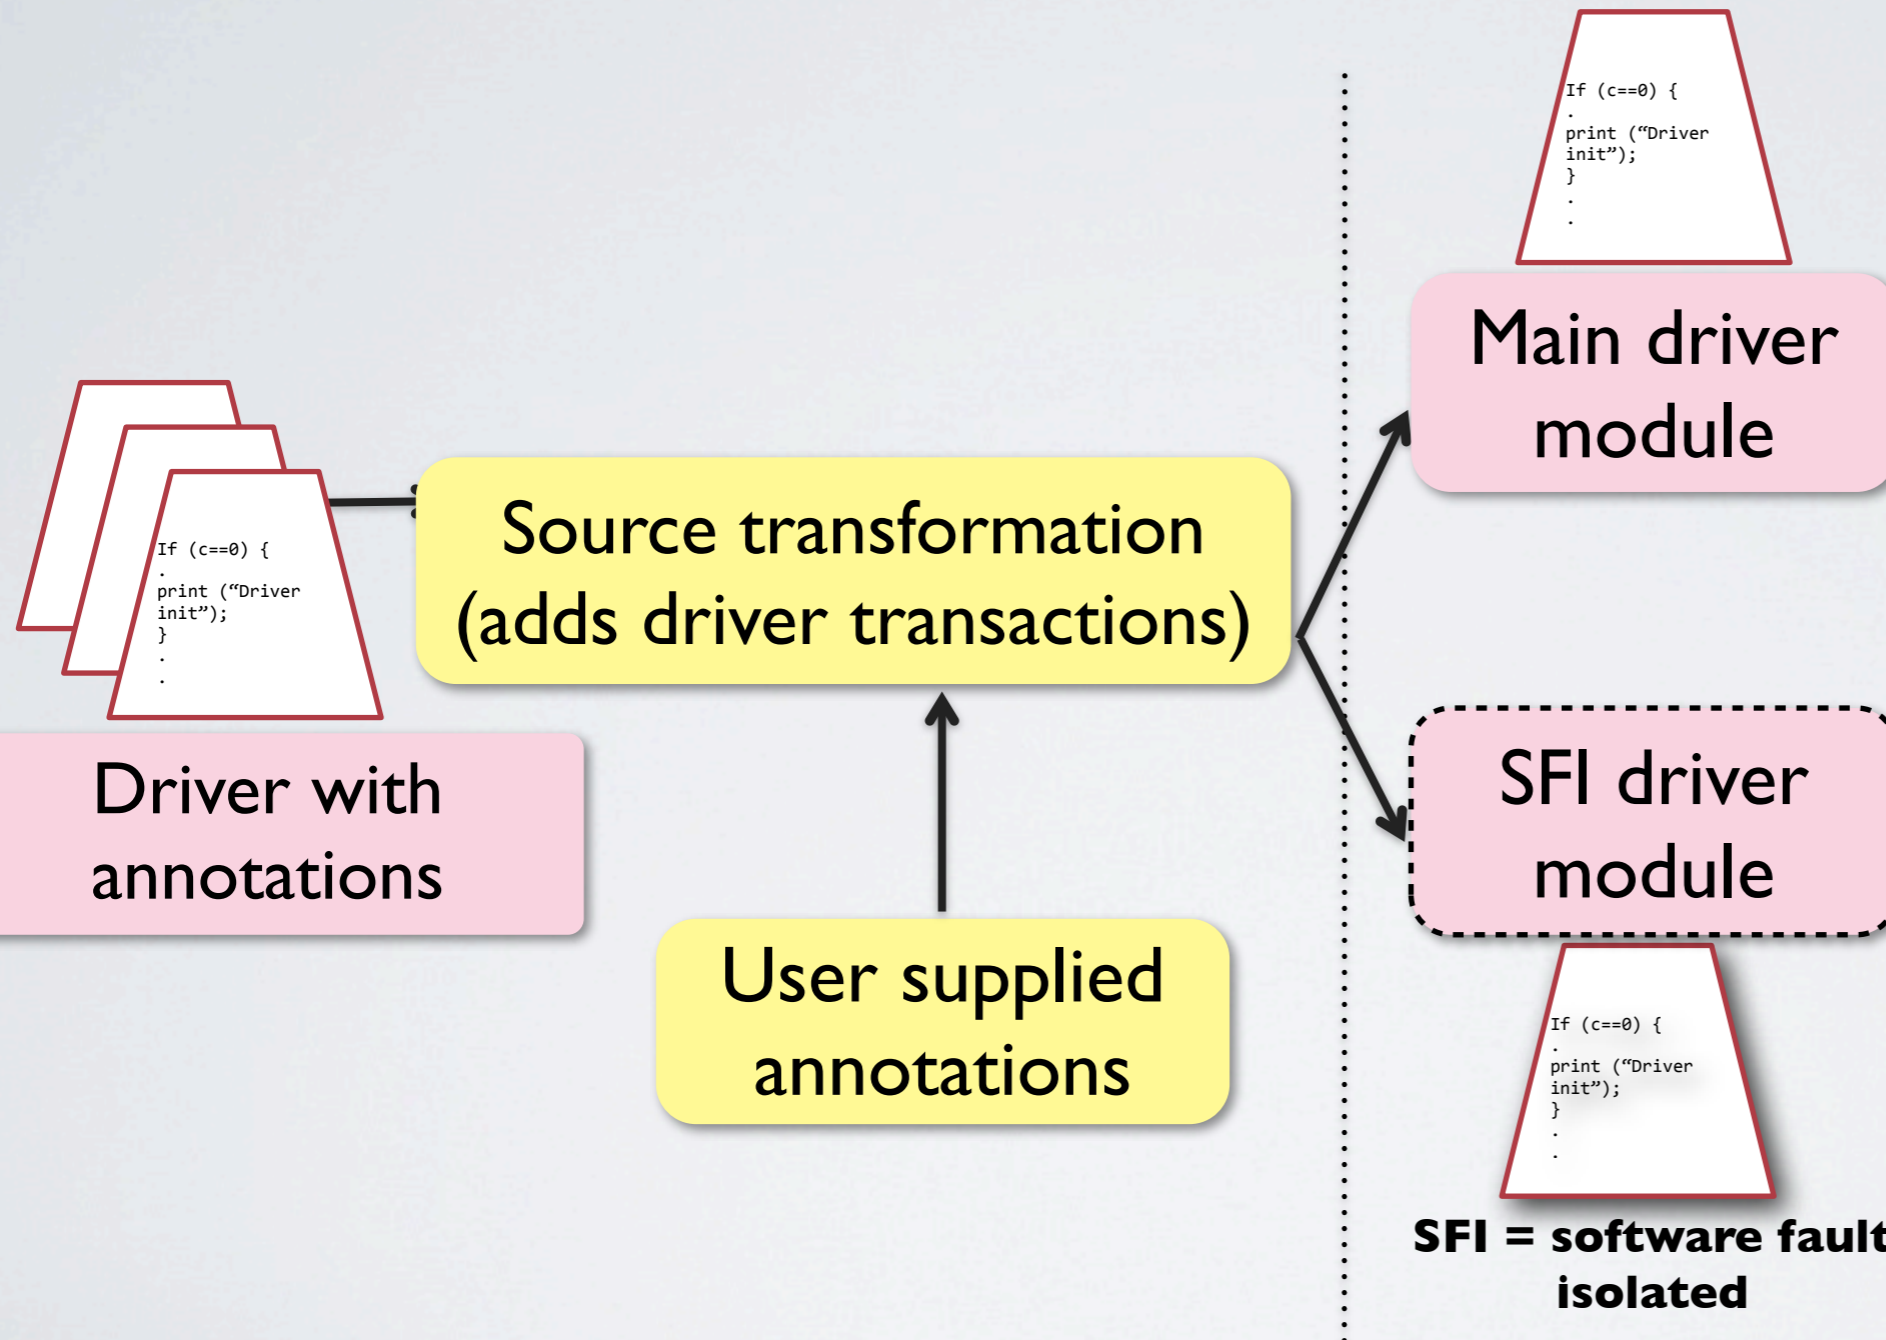 If (c==0) {
.
print (“Driver
init”);
}
.
.
Main driver
module
Source transformation
(adds driver transactions)
If (c==0) {
.
print (“Driver
init”);
}
.
.
Driver with
annotations
SFI driver
module
User supplied
annotations
If (c==0) {
.
print (“Driver
init”);
}
.
.
SFI = software fault
isolated